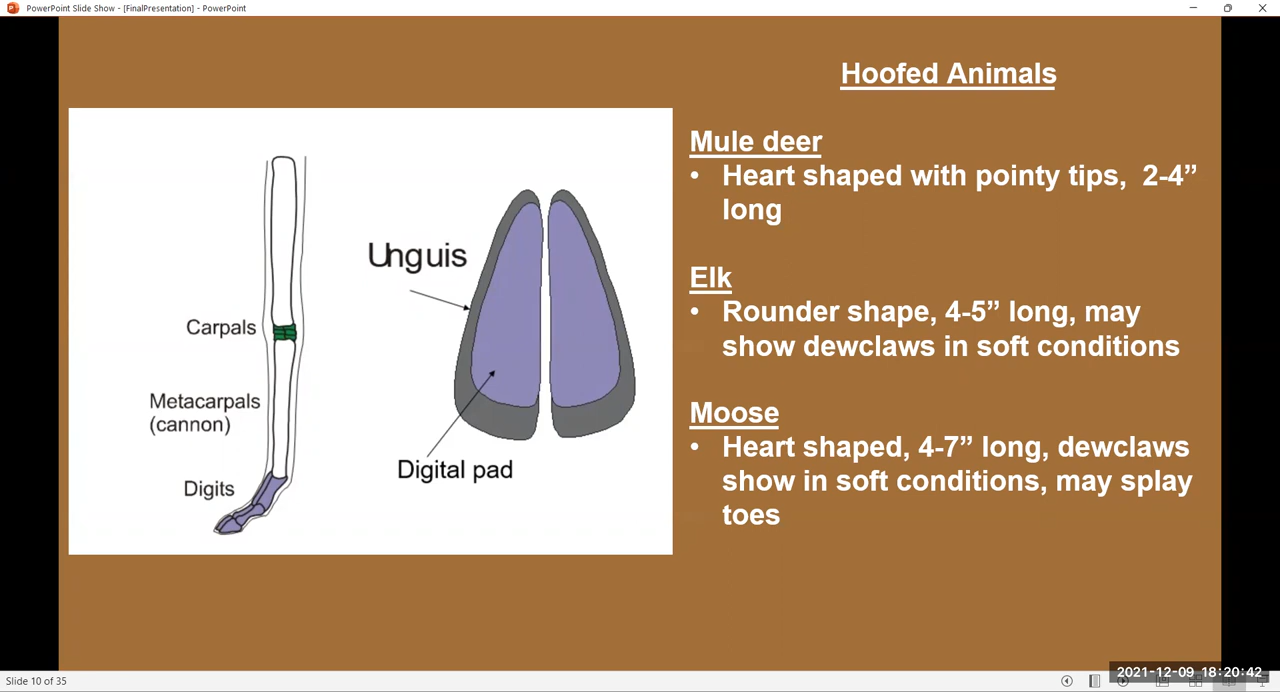 PowerPoint Slide Show - [FinalPresentation] - PowerPoint
Hoofed Animals
Mule deer
• Heart shaped with pointy tips, 2-4”
long
Elk
• Rounder shape, 4-5” long, may
show dewclaws in soft conditions
Moose
• Heart shaped, 4-7” long, dewclaws
show in soft conditions, may splay
toes
Unguis
Carpals
Metacarpals
(cannon)
Digits
Digital pad
Slide 10 of 35
2021-12-09 18:20:42